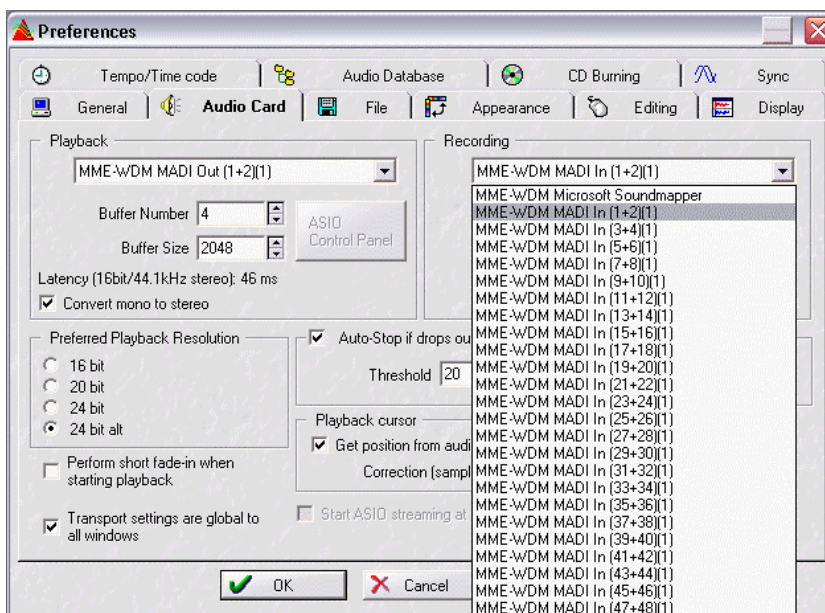 Preferences
Tempo/Time code
Audio Database
CD Burning
Sync
General
Audio Card
File
Appearance
Editing
Display
Playback
MME-WDM MADI Out (1+2)(1)
Buffer Number 4
Buffer Size 2048
ASIO
Control Panel
Latency (16bit/44.1kHz stereo): 46 ms
Convert mono to stereo
Recording
MME-WDM MADI In (1+2)(1)
MME-WDM Microsoft Soundmapper
MME-WDM MADI In (1+2)(1)
MME-WDM MADI In (3+4)(1)
MME-WDM MADI In (5+6)(1)
MME-WDM MADI In (7+8)(1)
MME-WDM MADI In (9+10)(1)
MME-WDM MADI In (11+12)(1)
MME-WDM MADI In (13+14)(1)
MME-WDM MADI In (15+16)(1)
MME-WDM MADI In (17+18)(1)
MME-WDM MADI In (19+20)(1)
MME-WDM MADI In (21+22)(1)
MME-WDM MADI In (23+24)(1)
MME-WDM MADI In (25+26)(1)
MME-WDM MADI In (27+28)(1)
MME-WDM MADI In (29+30)(1)
MME-WDM MADI In (31+32)(1)
MME-WDM MADI In (33+34)(1)
MME-WDM MADI In (35+36)(1)
MME-WDM MADI In (37+38)(1)
MME-WDM MADI In (39+40)(1)
MME-WDM MADI In (41+42)(1)
MME-WDM MADI In (43+44)(1)
MME-WDM MADI In (45+46)(1)
MME-WDM MADI In (47+48)(1)
Preferred Playback Resolution
16 bit
20 bit
24 bit
24 bit alt
Auto-Stop if drops ou
Threshold 20
Playback cursor
Get position from audi
Correction (sampl
Perform short fade-in when
starting playback
Transport settings are global to
all windows
Start ASIO streaming at
OK
Cancel